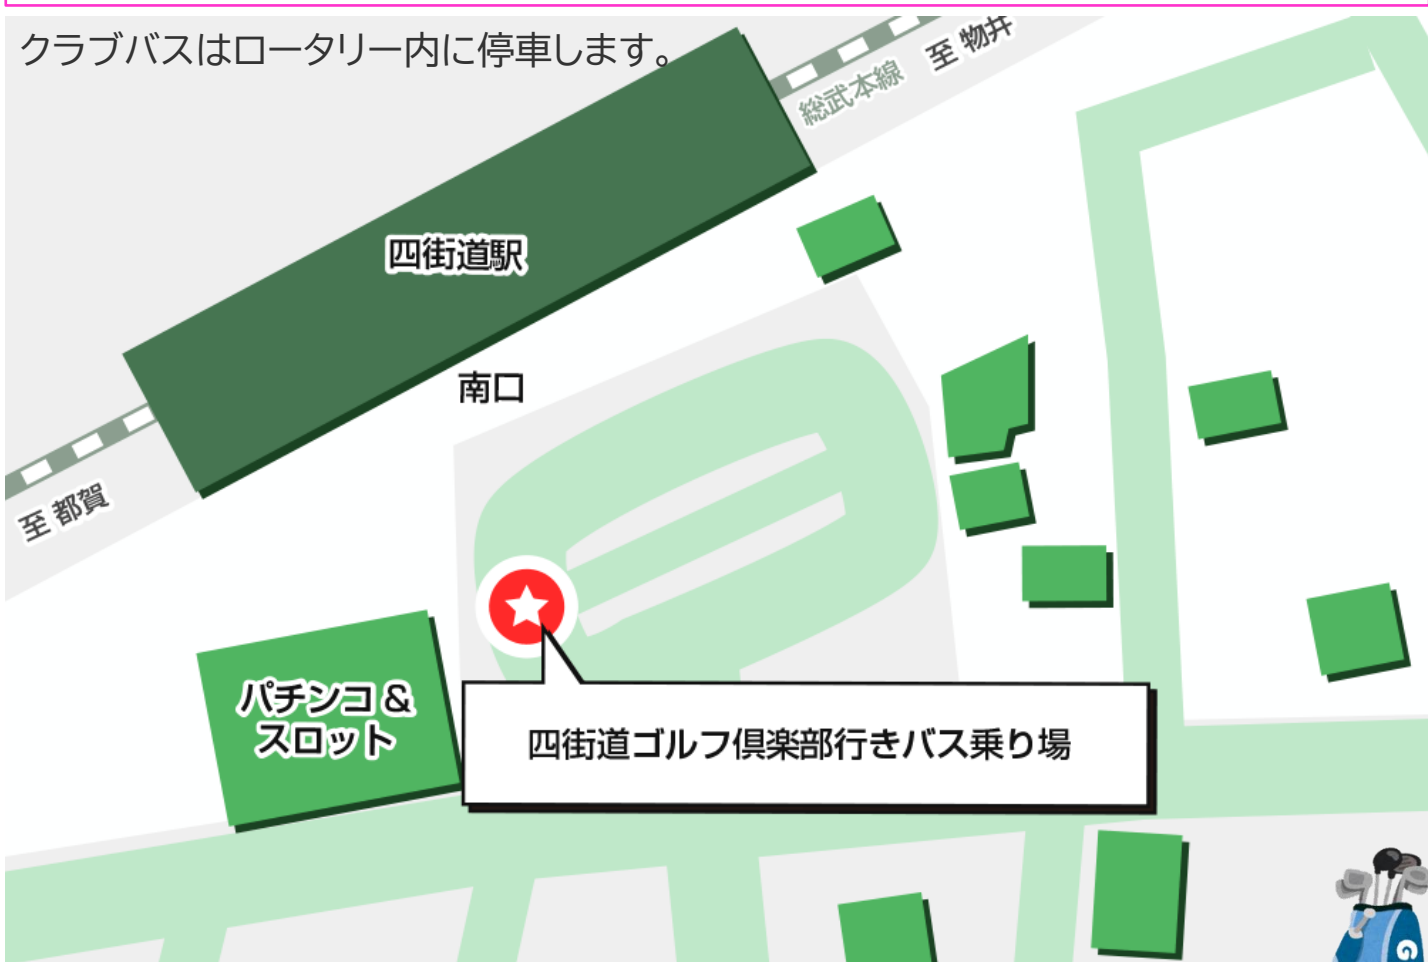 クラブバスはロータリー内に停車します。
至 物井
総武本線
四街道駅
南口
至 都賀
パチンコ &
スロット
四街道ゴルフ倶楽部行きバス乗り場
G